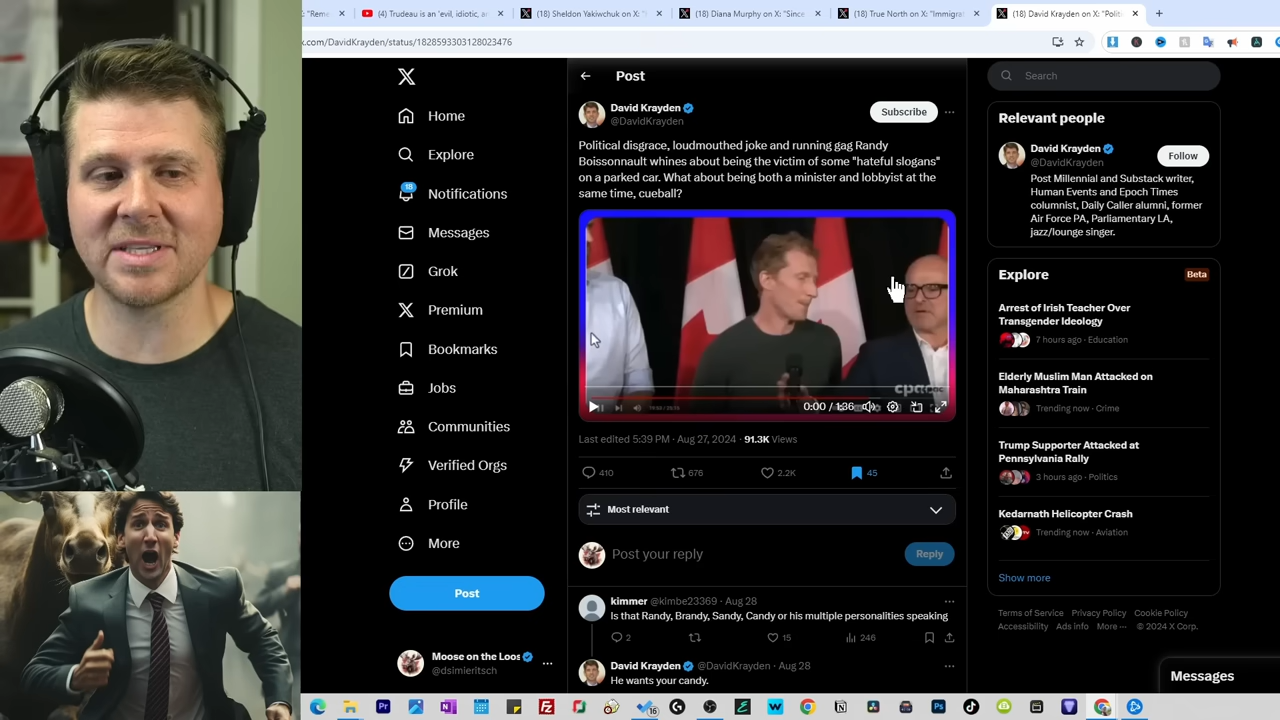 "Reme
(4) Trudeau is an 'evil, idiotic, an
(18) Sheldon Yakiwchuk on X: "
(18) Diana Murphy on X: "Since
(18) True North on X: "Immigra
(18) David Krayden on X: "Politi
x.com/DavidKrayden/status/1828593303128023476
Home
Explore
18
Notifications
Messages
Grok
Premium
Bookmarks
Jobs
Communities
Verified Orgs
Profile
More
Post
Moose on the Loos
@dsimieritsch
Post
David Krayden
@DavidKrayden
Subscribe
Political disgrace, loudmouthed joke and running gag Randy
Boissonnault whines about being the victim of some "hateful slogans"
on a parked car. What about being both a minister and lobbyist at the
same time, cueball?
cpac
0:00 / 1:36
Last edited 5:39 PM · Aug 27, 2024 · 91.3K Views
410
676
2.2K
45
Most relevant
Post your reply
Reply
kimmer @kimbe23369 · Aug 28
Is that Randy, Brandy, Sandy, Candy or his multiple personalities speaking
2
15
246
David Krayden @DavidKrayden · Aug 28
He wants your candy.
Search
Relevant people
David Krayden
@DavidKrayden
Follow
Post Millennial and Substack writer,
Human Events and Epoch Times
columnist, Daily Caller alumni, former
Air Force PA, Parliamentary LA,
jazz/lounge singer.
Explore
Beta
Arrest of Irish Teacher Over
Transgender Ideology
7 hours ago · Education
Elderly Muslim Man Attacked on
Maharashtra Train
Trending now · Crime
Trump Supporter Attacked at
Pennsylvania Rally
3 hours ago · Politics
Kedarnath Helicopter Crash
Trending now · Aviation
Show more
Terms of Service Privacy Policy Cookie Policy
Accessibility Ads info More ··· © 2024 X Corp.
Messages